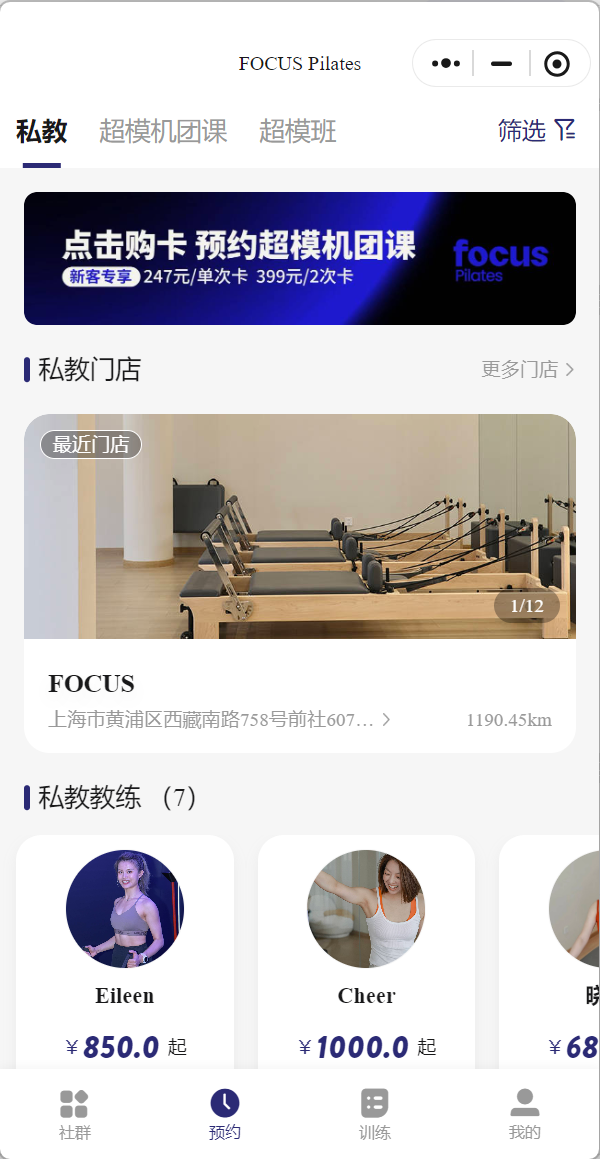 FOCUS Pilates
私教 超模机团课 超模班 筛选
点击购卡 预约超模机团课
新客专享 247元/单次卡 399元/2次卡
focus
Pilates
私教门店 更多门店
最近门店
1/12
FOCUS
上海市黄浦区西藏南路758号前社607… 1190.45km
私教教练 （7）
Eileen Cheer
¥850.0 起 ¥1000.0 起 ¥68
社群 预约 训练 我的